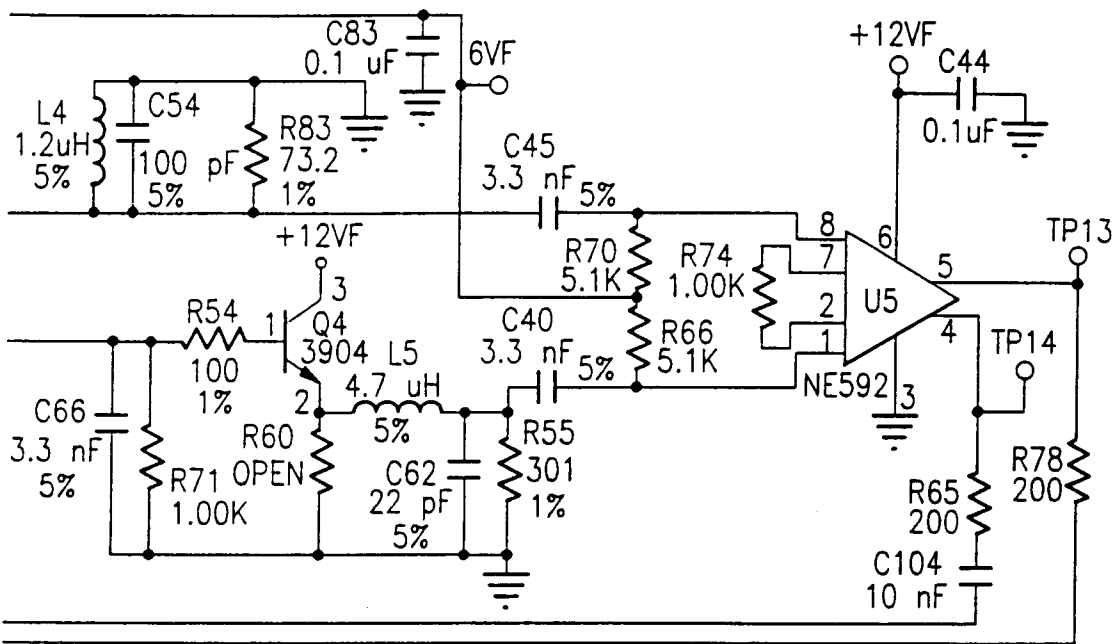 C83
0.1 uF
6VF
+12VF
C44
0.1uF
L4
1.2uH
5%
C54
100 pF
5%
R83
73.2
1%
C45
3.3 nF 5%
+12VF
3
R70
5.1K
R74
1.00K
8
7
2
1
6
U5
5
4
3
NE592
TP13
TP14
R54
100
1%
1
Q4
3904
2
L5
4.7 uH
5%
C40
3.3 nF
5%
R66
5.1K
C66
3.3 nF
5%
R71
1.00K
R60
OPEN
C62
22 pF
5%
R55
301
1%
R65
200
R78
200
C104
10 nF